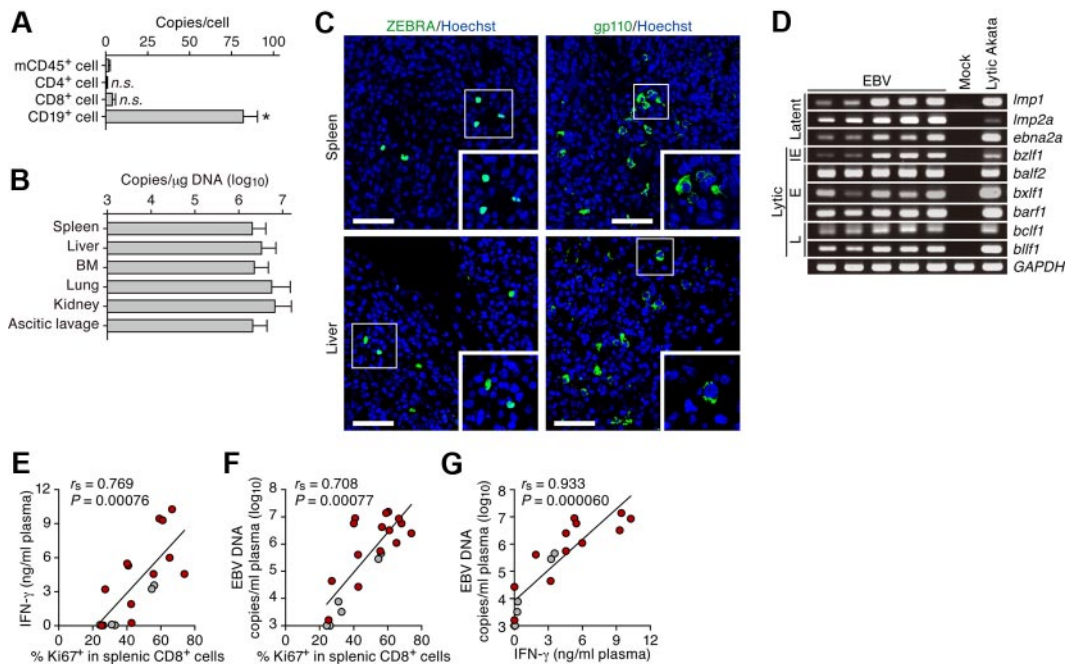 A
Copies/cell
0 25 50 75 100
mCD45+ cell
CD4+ cell n.s.
CD8+ cell n.s.
CD19+ cell *
B
Copies/μg DNA (log10)
3 4 5 6 7
Spleen
Liver
BM
Lung
Kidney
Ascitic lavage
C
ZEBRA/Hoechst gp110/Hoechst
Spleen
Liver
D
EBV Mock Lytic Akata
Latent
Lytic
IE
E
L
lmp1
lmp2a
ebna2a
bzlf1
balf2
bxlf1
barf1
bclf1
bllf1
GAPDH
E
rs = 0.769
P = 0.00076
IFN-γ (ng/ml plasma)
12
9
6
3
0
0 20 40 60 80
% Ki67+ in splenic CD8+ cells
F
rs = 0.708
P = 0.00077
EBV DNA
copies/ml plasma (log10)
8
7
6
5
4
3
0 20 40 60 80
% Ki67+ in splenic CD8+ cells
G
rs = 0.933
P = 0.000060
EBV DNA
copies/ml plasma (log10)
8
7
6
5
4
3
0 3 6 9 12
IFN-γ (ng/ml plasma)